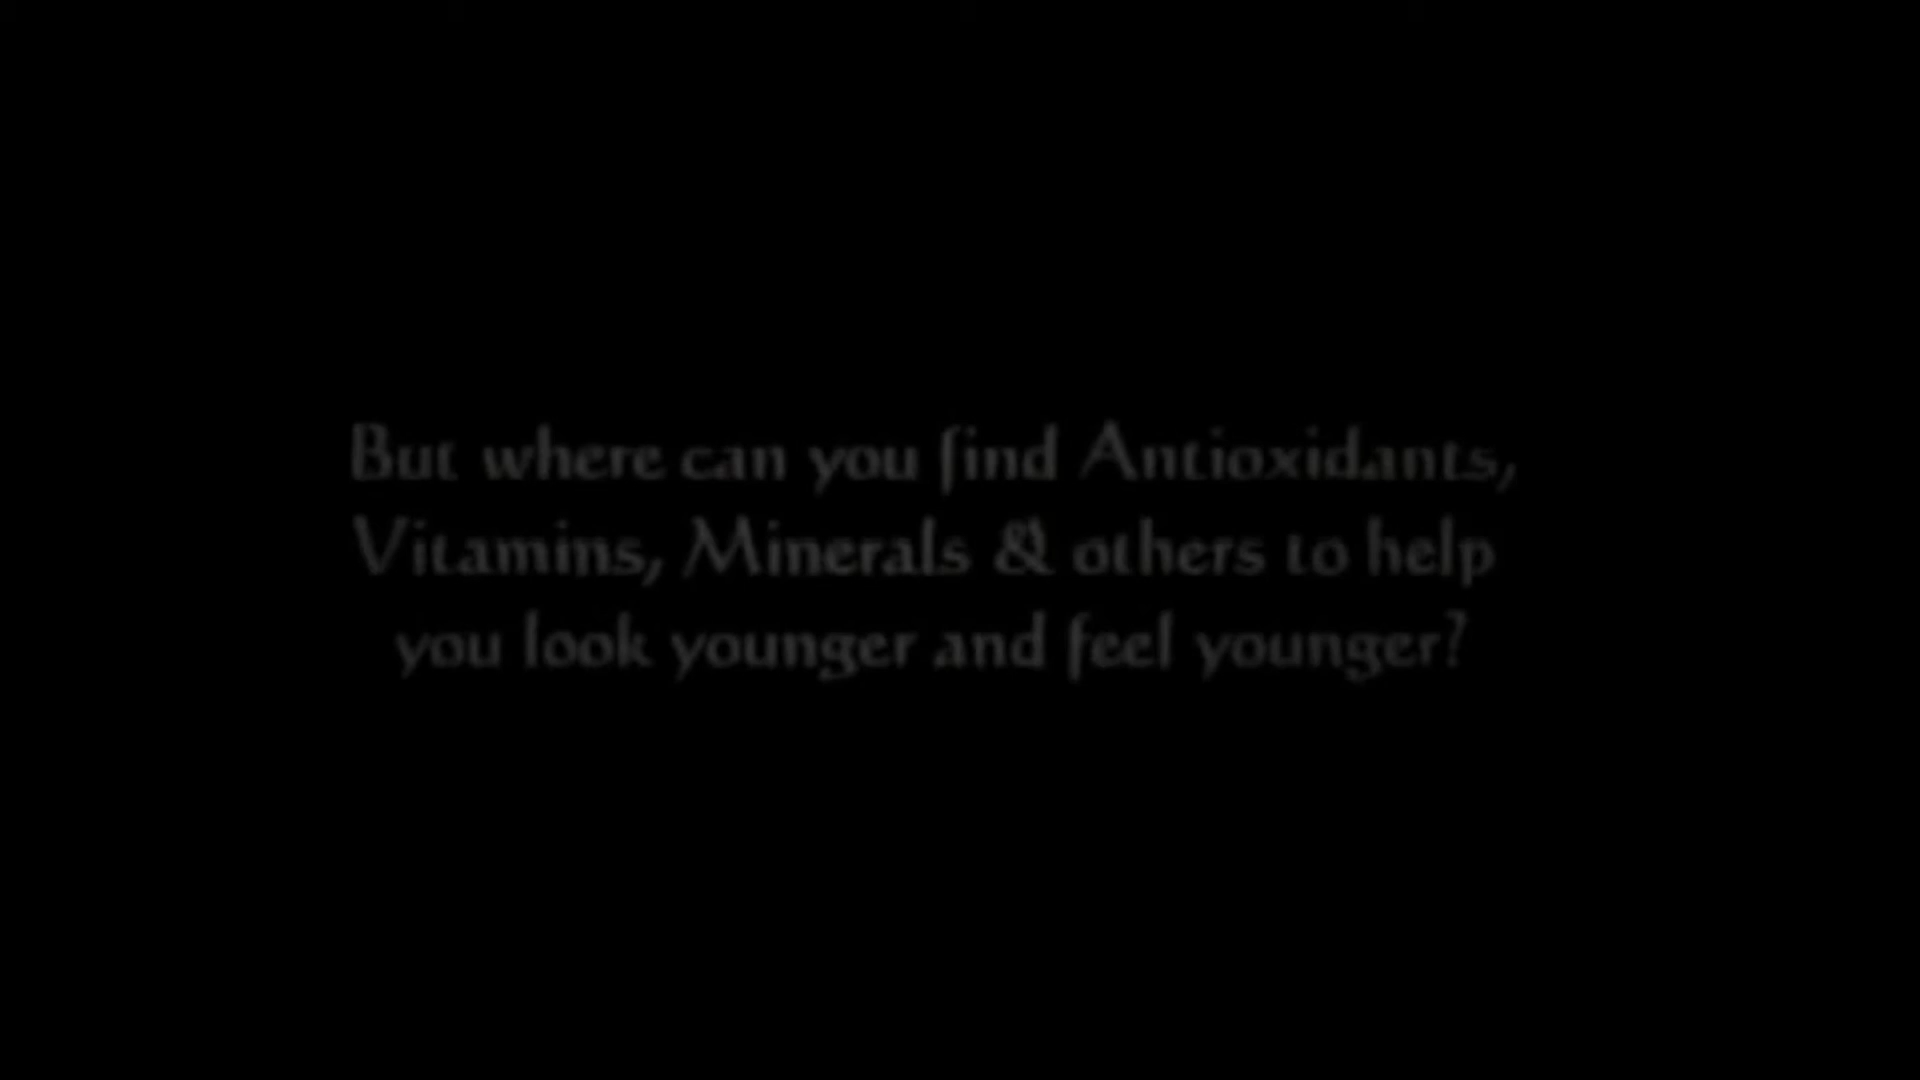 But where can you find Antioxidants,
Vitamins, Minerals & others to help
you look younger and feel younger?